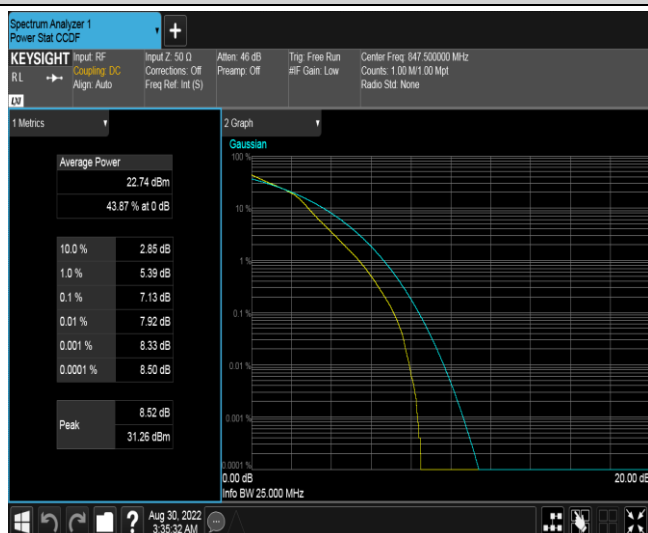 Spectrum Analyzer 1
Power Stat CCDF
+
KEYSIGHT
RL
LXI
Input: RF
Coupling: DC
Align: Auto
Input Z: 50 Ω
Corrections: Off
Freq Ref: Int (S)
Atten: 46 dB
Preamp: Off
Trig: Free Run
#IF Gain: Low
Center Freq: 847.500000 MHz
Counts: 1.00 M/1.00 Mpt
Radio Std: None
1 Metrics
Average Power
22.74 dBm
43.87 % at 0 dB
10.0 % 2.85 dB
1.0 % 5.39 dB
0.1 % 7.13 dB
0.01 % 7.92 dB
0.001 % 8.33 dB
0.0001 % 8.50 dB
Peak 8.52 dB
31.26 dBm
2 Graph
Gaussian
100 %
10 %
1 %
0.1 %
0.01 %
0.001 %
0.0001 %
0.00 dB 20.00 dB
Info BW 25.000 MHz
?
Aug 30, 2022
3:35:32 AM